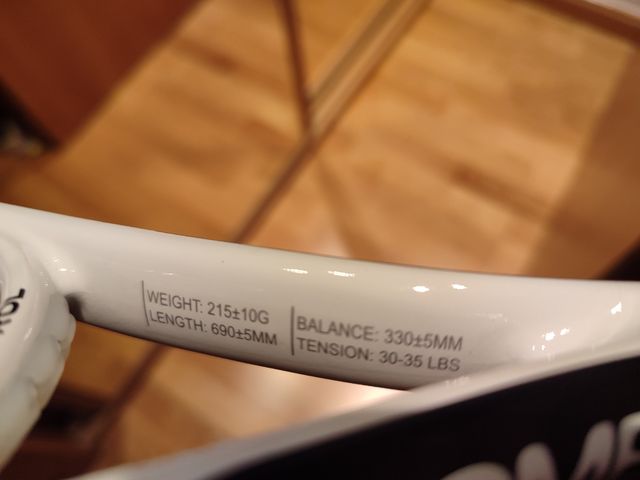 WEIGHT: 215±10G
LENGTH: 690±5MM
BALANCE: 330±5MM
TENSION: 30-35 LBS